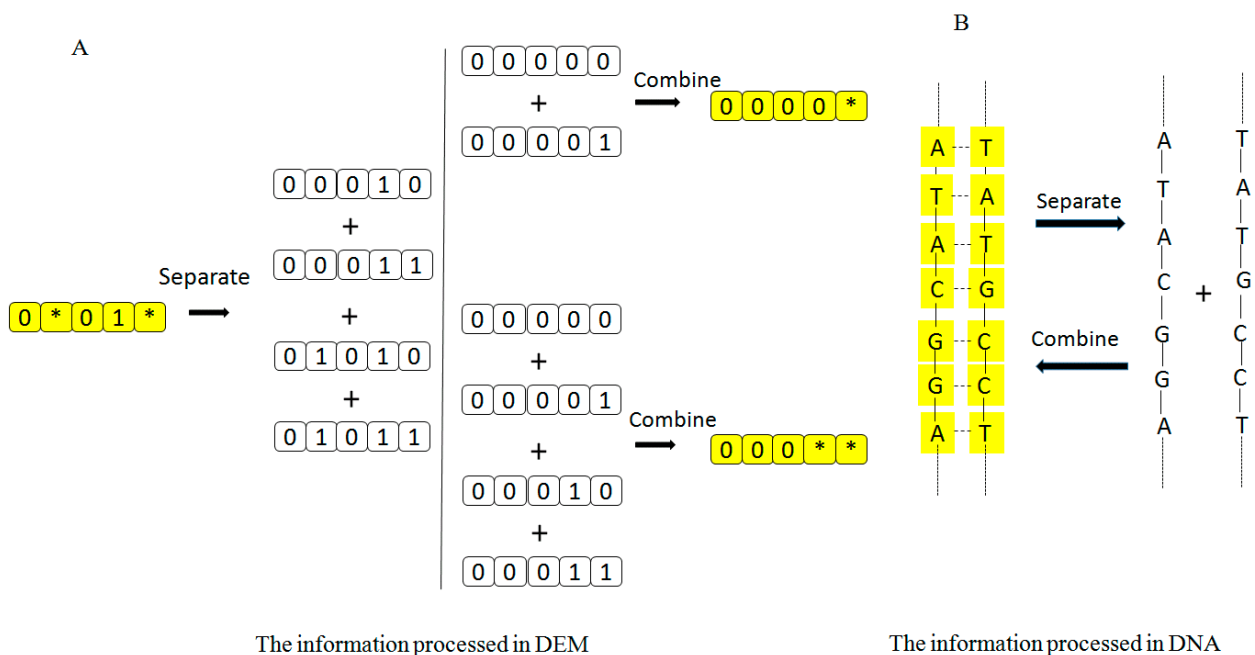 A
0 * 0 1 *
Separate
0 0 0 1 0
+
0 0 0 1 1
+
0 1 0 1 0
+
0 1 0 1 1
0 0 0 0 0
+
0 0 0 0 1
Combine
0 0 0 0 *
0 0 0 0 0
+
0 0 0 0 1
+
0 0 0 1 0
+
0 0 0 1 1
Combine
0 0 0 * *
The information processed in DEM
B
A T
T A
A T
C G
G C
G C
A T
Separate
Combine
A T
T A
A T
C + G
G C
G C
A T
The information processed in DNA